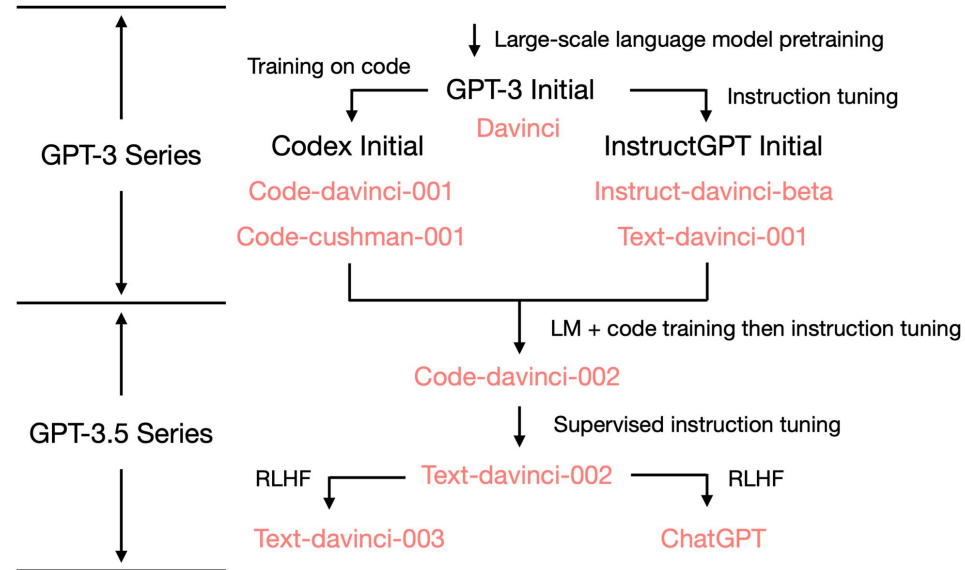 Large-scale language model pretraining
Training on code
GPT-3 Initial
Instruction tuning
Davinci
GPT-3 Series
Codex Initial
InstructGPT Initial
Code-davinci-001
Instruct-davinci-beta
Code-cushman-001
Text-davinci-001
LM + code training then instruction tuning
Code-davinci-002
GPT-3.5 Series
Supervised instruction tuning
RLHF
Text-davinci-002
RLHF
Text-davinci-003
ChatGPT